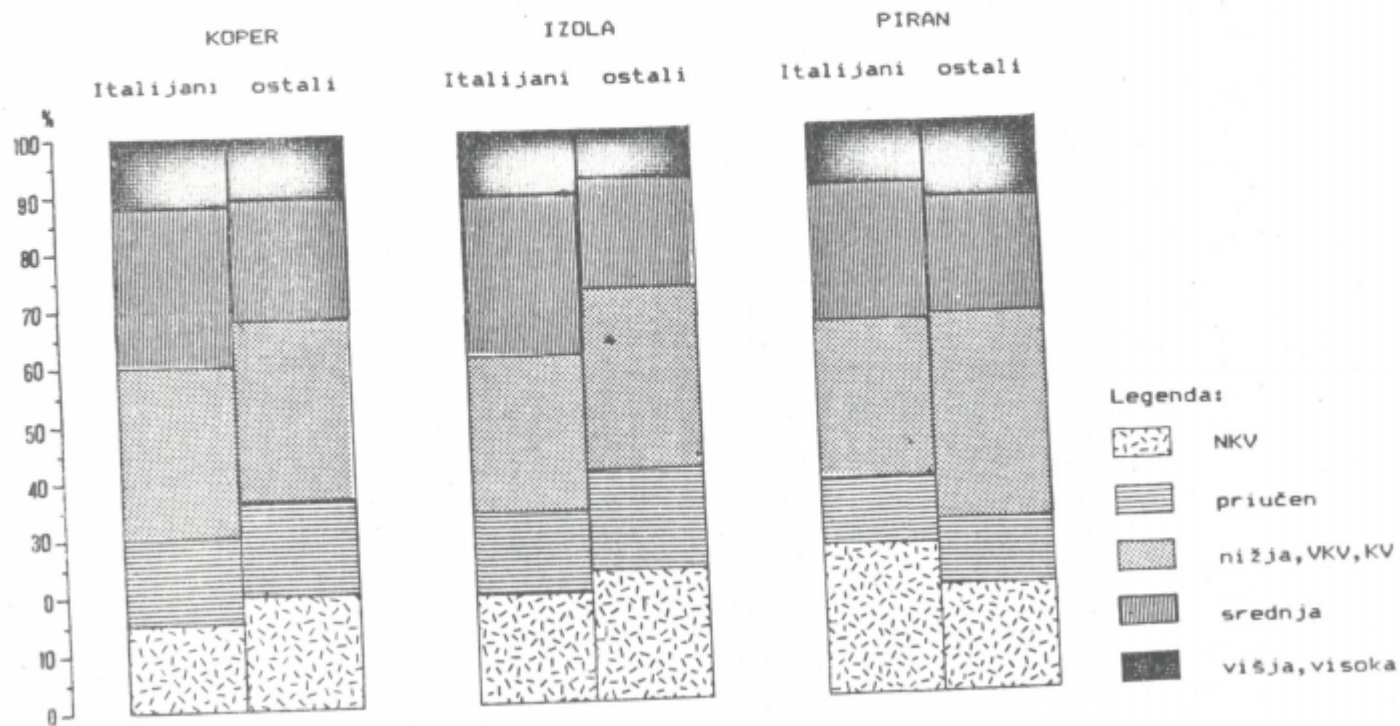 KOPER
IZOLA
PIRAN
Italijani ostali
Italijani ostali
Italijani ostali
%
100
90
80
70
60
50
40
30
0
10
0
Legenda:
NKV
priučen
nižja,VKV,KV
srednja
višja,visoka